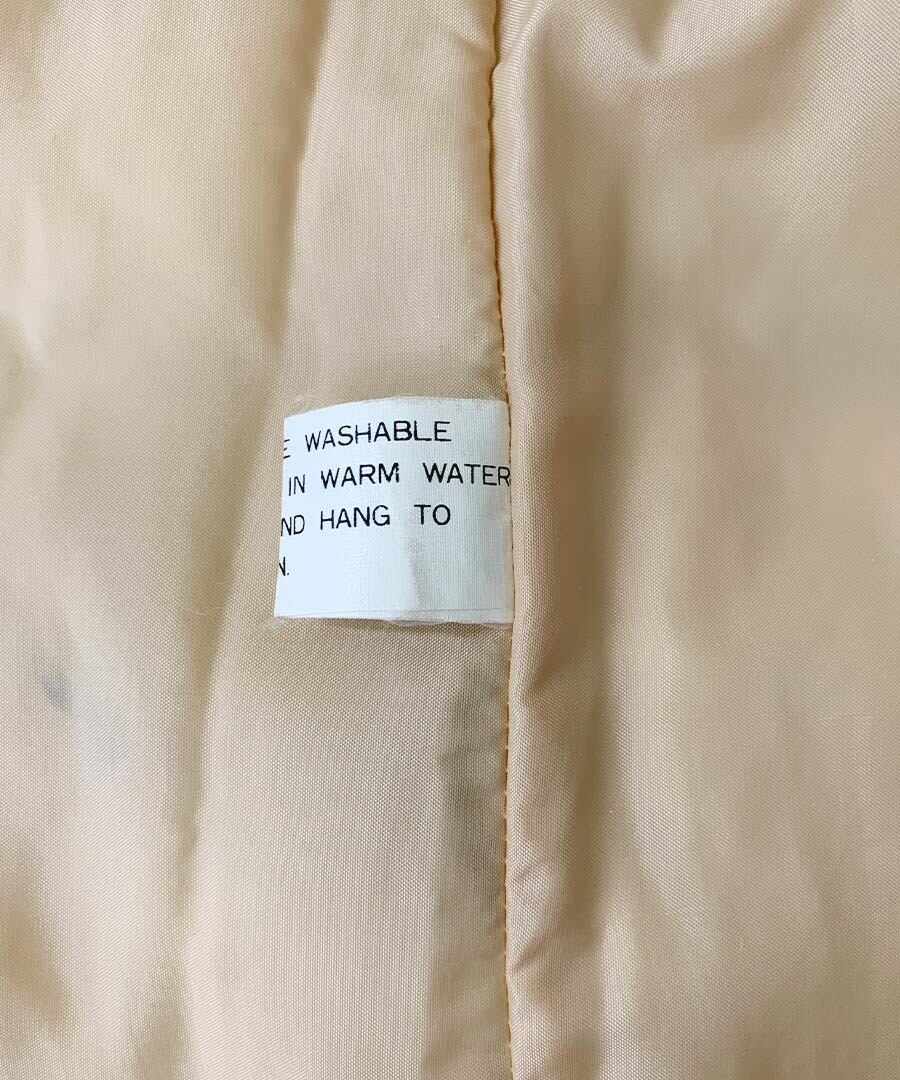 E WASHABLE
IN WARM WATER
ND HANG TO
N.